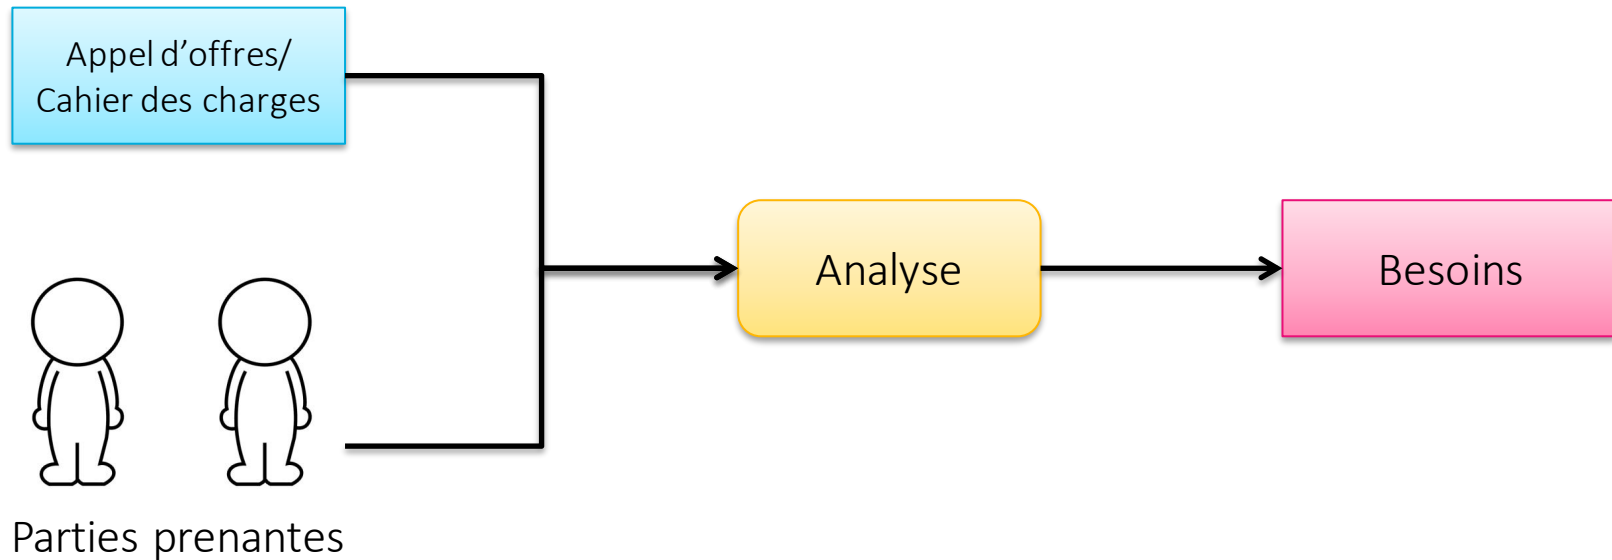 Appel d’offres/
Cahier des charges
Analyse
Besoins
Parties prenantes